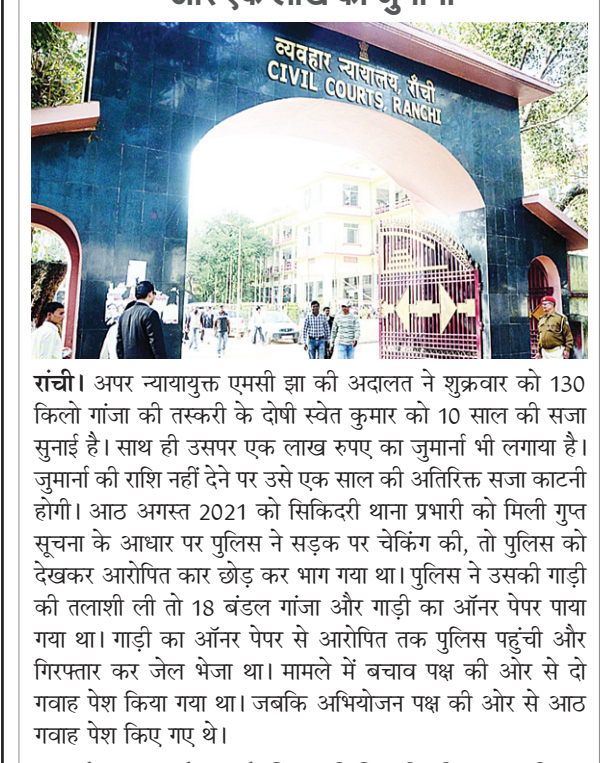 और एक लाख का जुर्माना
व्यवहार न्यायालय, राँची
CIVIL COURTS, RANCHI
रांची। अपर न्यायायुक्त एमसी झा की अदालत ने शुक्रवार को 130
किलो गांजा की तस्करी के दोषी स्वेत कुमार को 10 साल की सजा
सुनाई है। साथ ही उसपर एक लाख रुपए का जुमार्ना भी लगाया है।
जुमार्ना की राशि नहीं देने पर उसे एक साल की अतिरिक्त सजा काटनी
होगी। आठ अगस्त 2021 को सिकिदरी थाना प्रभारी को मिली गुप्त
सूचना के आधार पर पुलिस ने सड़क पर चेकिंग की, तो पुलिस को
देखकर आरोपित कार छोड़ कर भाग गया था। पुलिस ने उसकी गाड़ी
की तलाशी ली तो 18 बंडल गांजा और गाड़ी का ऑनर पेपर पाया
गया था। गाड़ी का ऑनर पेपर से आरोपित तक पुलिस पहुंची और
गिरफ्तार कर जेल भेजा था। मामले में बचाव पक्ष की ओर से दो
गवाह पेश किया गया था। जबकि अभियोजन पक्ष की ओर से आठ
गवाह पेश किए गए थे।